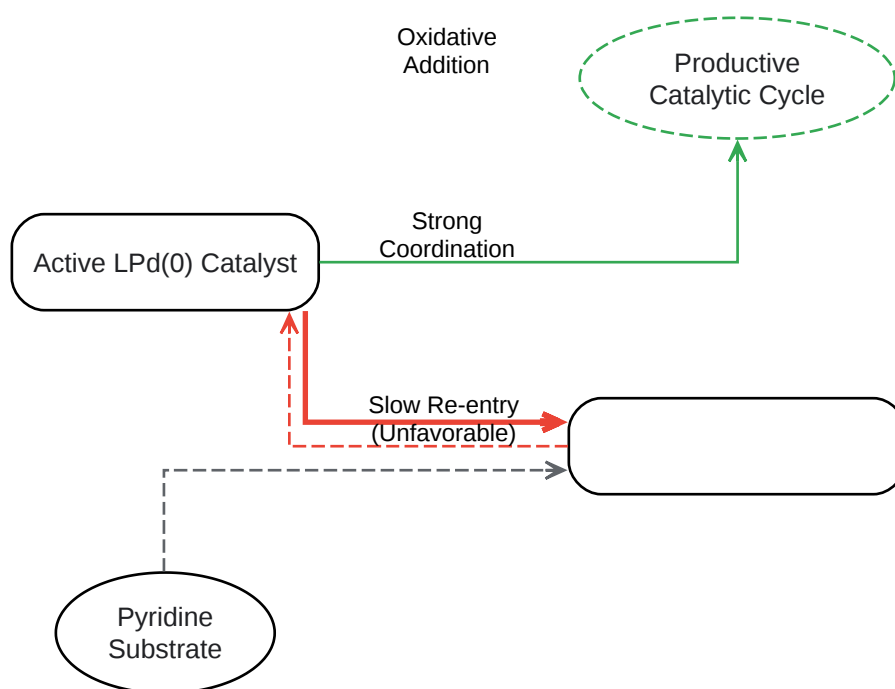 Oxidative
Addition
Productive
Catalytic Cycle
Strong
Coordination
Active LPd(0) Catalyst
Slow Re-entry
(Unfavorable)
Pyridine
Substrate